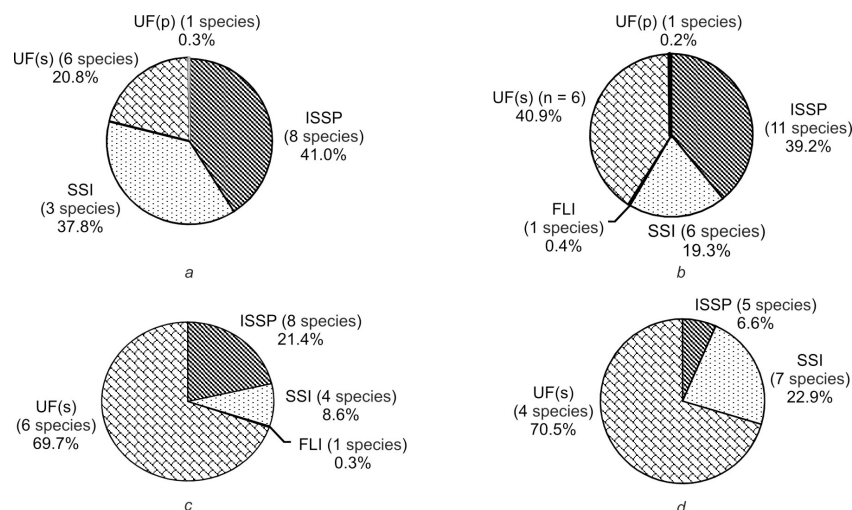 UF(p) (1 species)
0.3%
UF(s) (6 species)
20.8%
ISSP
(8 species)
41.0%
SSI
(3 species)
37.8%
a
UF(p) (1 species)
0.2%
UF(s) (n = 6)
40.9%
ISSP
(11 species)
39.2%
FLI
(1 species)
0.4%
SSI (6 species)
19.3%
b
ISSP (8 species)
21.4%
SSI (4 species)
8.6%
UF(s)
(6 species)
69.7%
FLI (1 species)
0.3%
c
ISSP (5 species)
6.6%
SSI
(7 species)
22.9%
UF(s)
(4 species)
70.5%
d